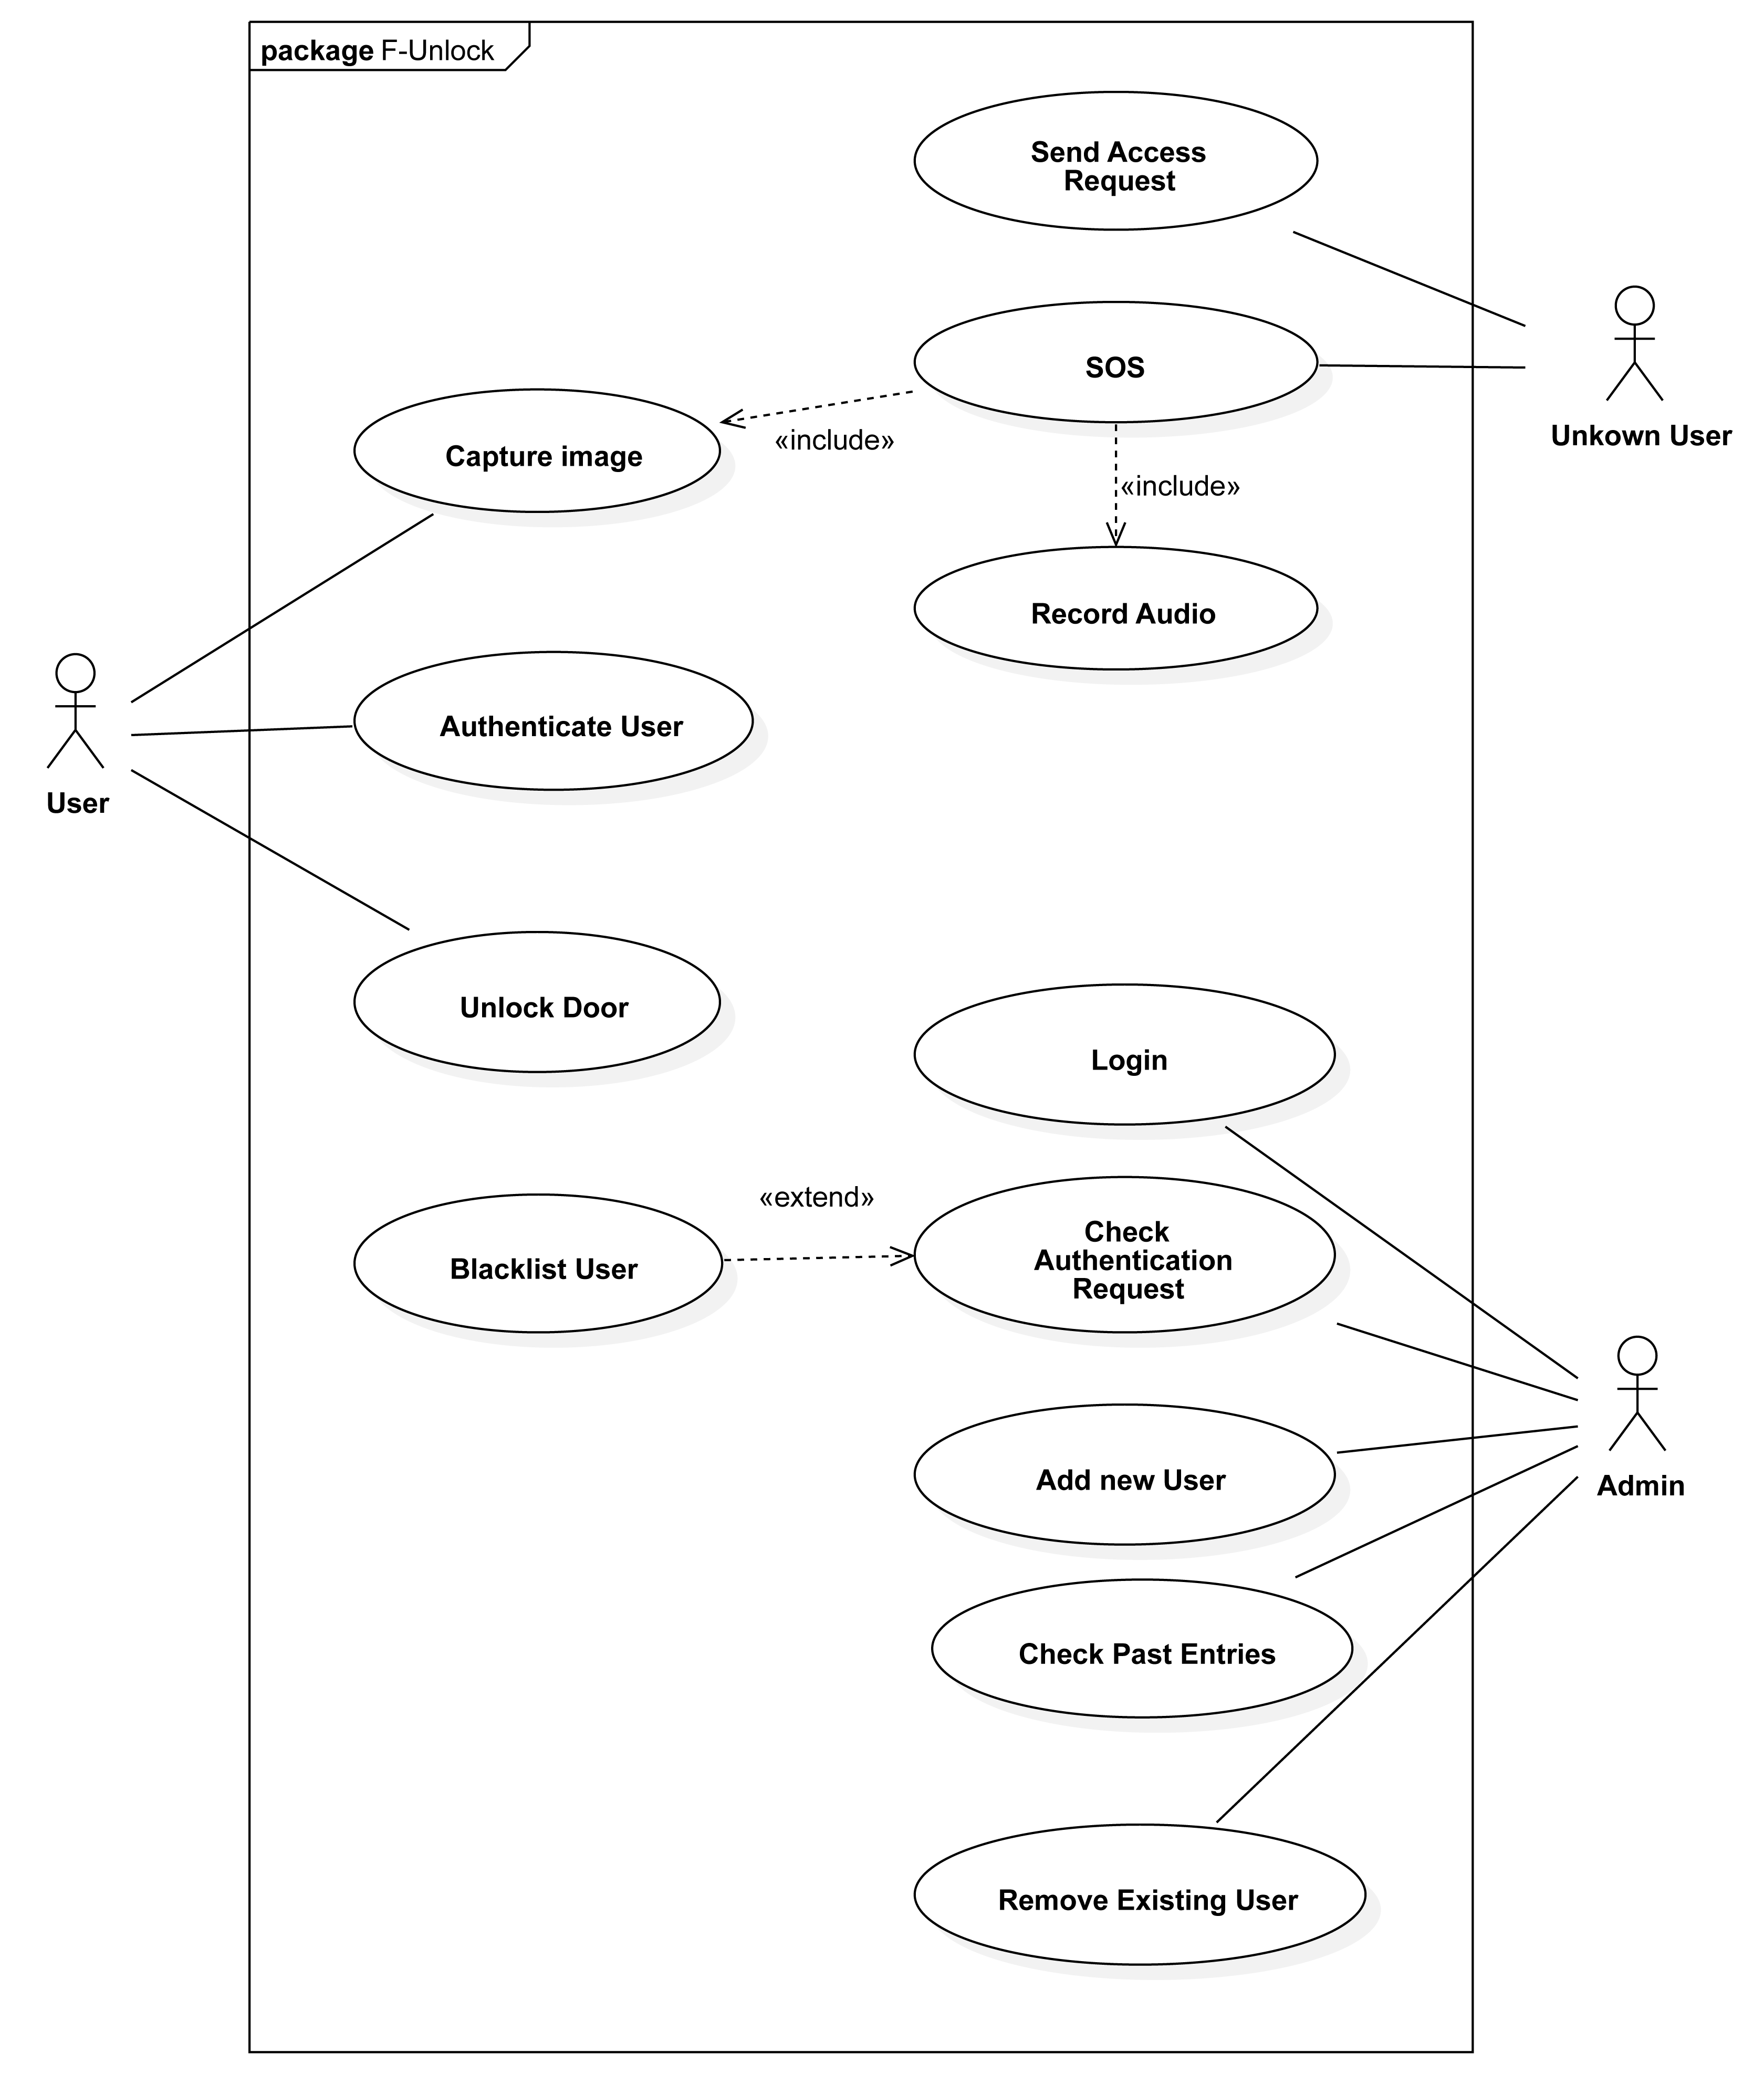 package F-Unlock
Send Access
Request
SOS
Unkown User
«include»
Capture image
«include»
Record Audio
Authenticate User
User
Unlock Door
Login
«extend»
Check
Authentication
Request
Blacklist User
Add new User
Admin
Check Past Entries
Remove Existing User